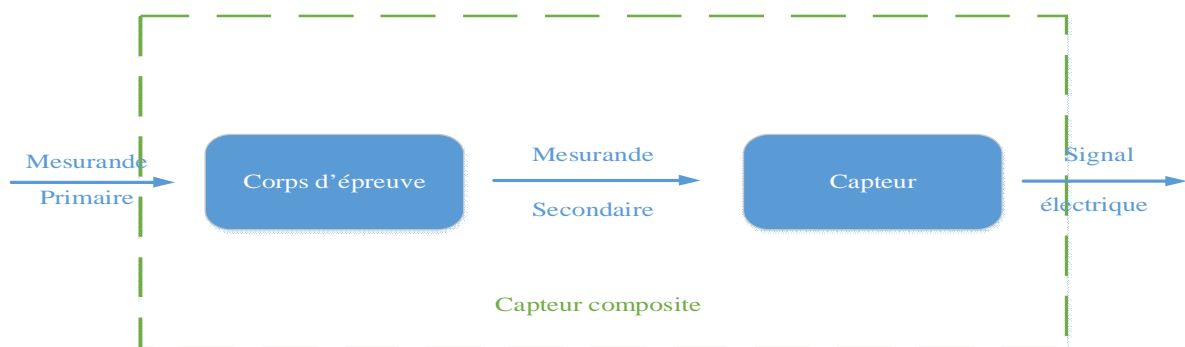 Mesurande
Primaire
Corps d’épreuve
Mesurande
Secondaire
Capteur
Signal
électrique
Capteur composite